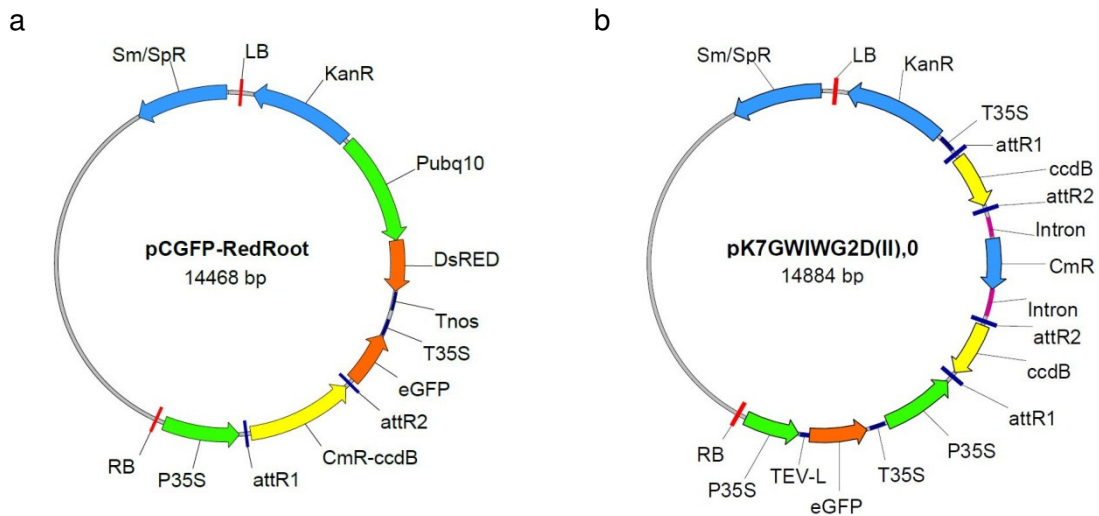 a
Sm/SpR
LB
KanR
Pubq10
pCGFP-RedRoot
14468 bp
DsRED
Tnos
T35S
eGFP
attR2
CmR-ccdB
attR1
P35S
RB
b
Sm/SpR
LB
KanR
T35S
attR1
ccdB
attR2
Intron
pK7GWIWG2D(II),0
14884 bp
CmR
Intron
attR2
ccdB
attR1
P35S
T35S
eGFP
TEV-L
P35S
RB